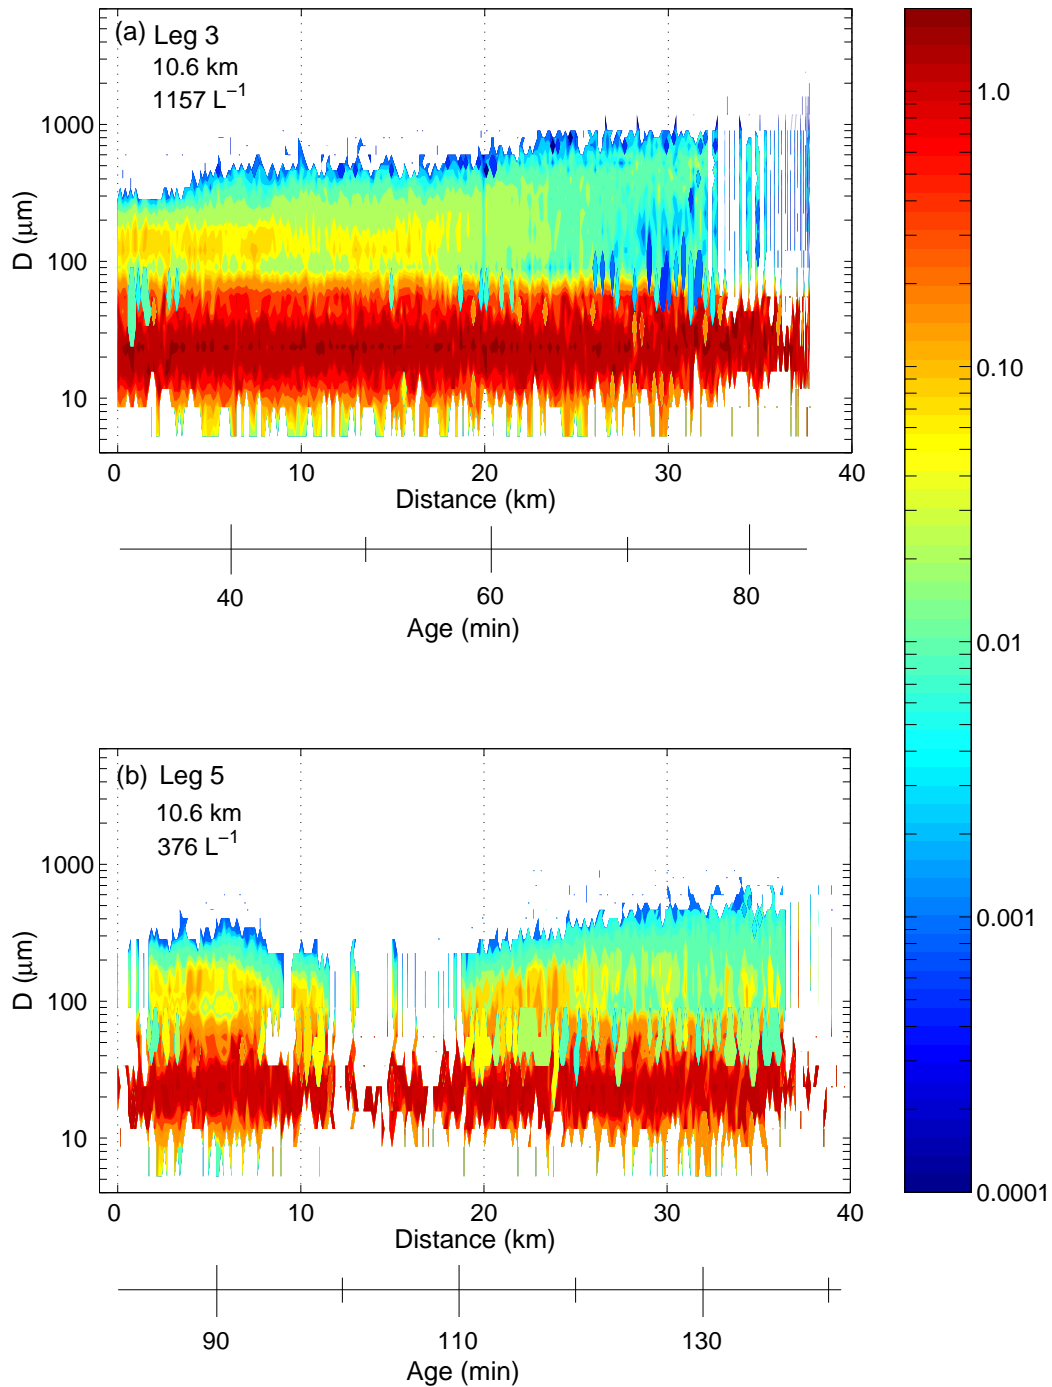 (a) Leg 3
10.6 km
1157 L⁻¹
1000
100
10
D (μm)
0 10 20 30 40
Distance (km)
40 60 80
Age (min)
(b) Leg 5
10.6 km
376 L⁻¹
1000
100
10
D (μm)
0 10 20 30 40
Distance (km)
90 110 130
Age (min)
1.0
0.10
0.01
0.001
0.0001